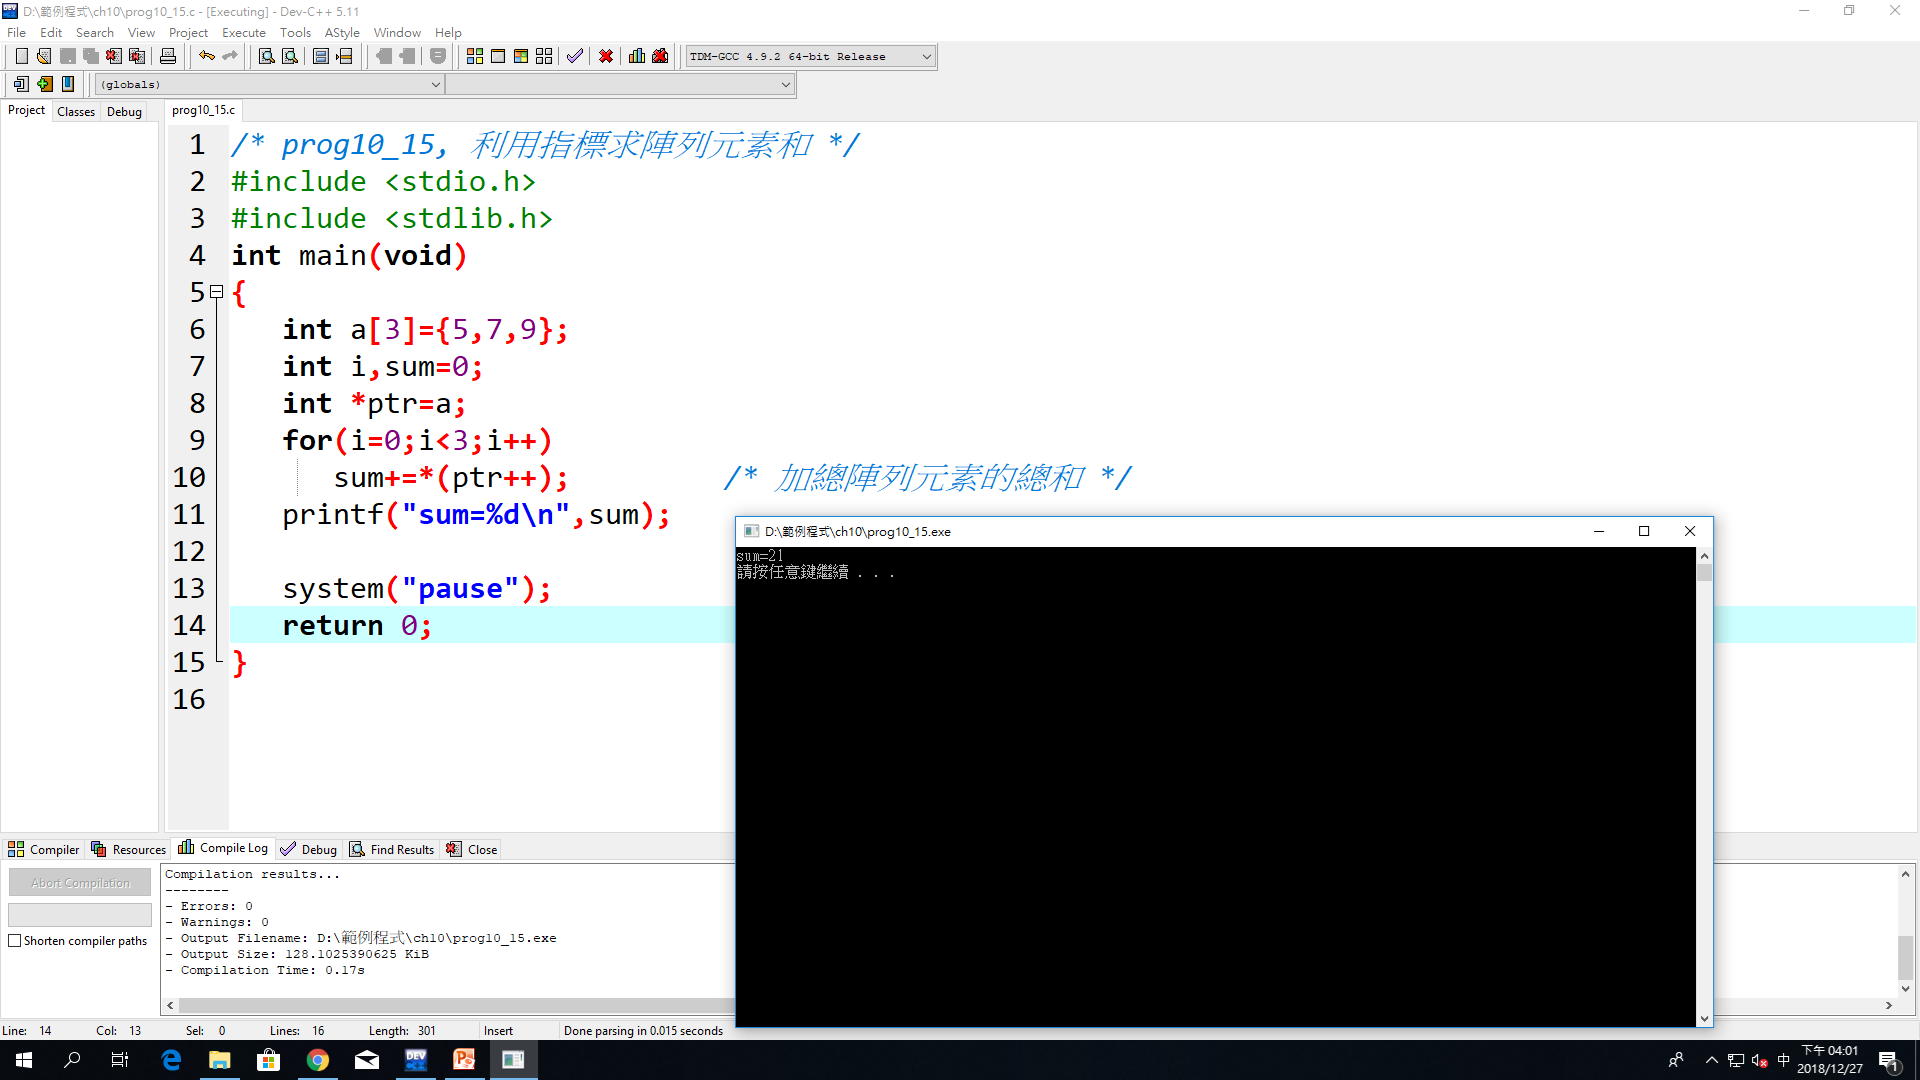 D:\範例程式\ch10\prog10_15.c - [Executing] - Dev-C++ 5.11
File Edit Search View Project Execute Tools AStyle Window Help
TDM-GCC 4.9.2 64-bit Release
(globals)
Project Classes Debug
prog10_15.c
1 /* prog10_15, 利用指標求陣列元素和 */
2 #include <stdio.h>
3 #include <stdlib.h>
4 int main(void)
5 {
6 int a[3]={5,7,9};
7 int i,sum=0;
8 int *ptr=a;
9 for(i=0;i<3;i++)
10 sum+=*(ptr++); /* 加總陣列元素的總和 */
11 printf("sum=%d\n",sum);
12
13 system("pause");
14 return 0;
15 }
16
D:\範例程式\ch10\prog10_15.exe
sum=21
請按任意鍵繼續 . . .
Compiler Resources Compile Log Debug Find Results Close
Abort Compilation
Shorten compiler paths
Compilation results...
--------
- Errors: 0
- Warnings: 0
- Output Filename: D:\範例程式\ch10\prog10_15.exe
- Output Size: 128.1025390625 KiB
- Compilation Time: 0.17s
Line: 14 Col: 13 Sel: 0 Lines: 16 Length: 301 Insert Done parsing in 0.015 seconds
DEV
中
下午 04:01
2018/12/27
1